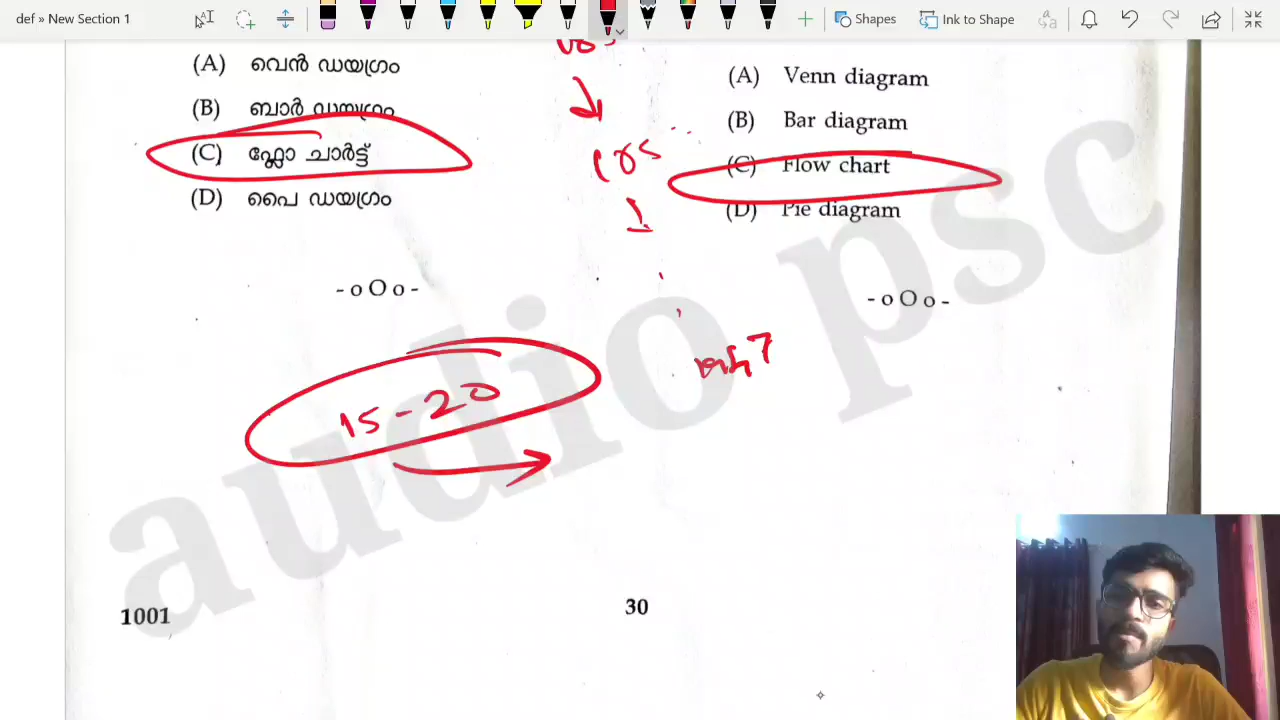 def » New Section 1
Shapes
Ink to Shape
(A) വെൻ ഡയഗ്രം
(B) ബാർ ഡയഗ്രം
(C) ഫ്ലോ ചാർട്ട്
(D) പൈ ഡയഗ്രം
- o O o -
(A) Venn diagram
(B) Bar diagram
(C) Flow chart
(D) Pie diagram
- o O o -
15-20
audio psc
1001
30